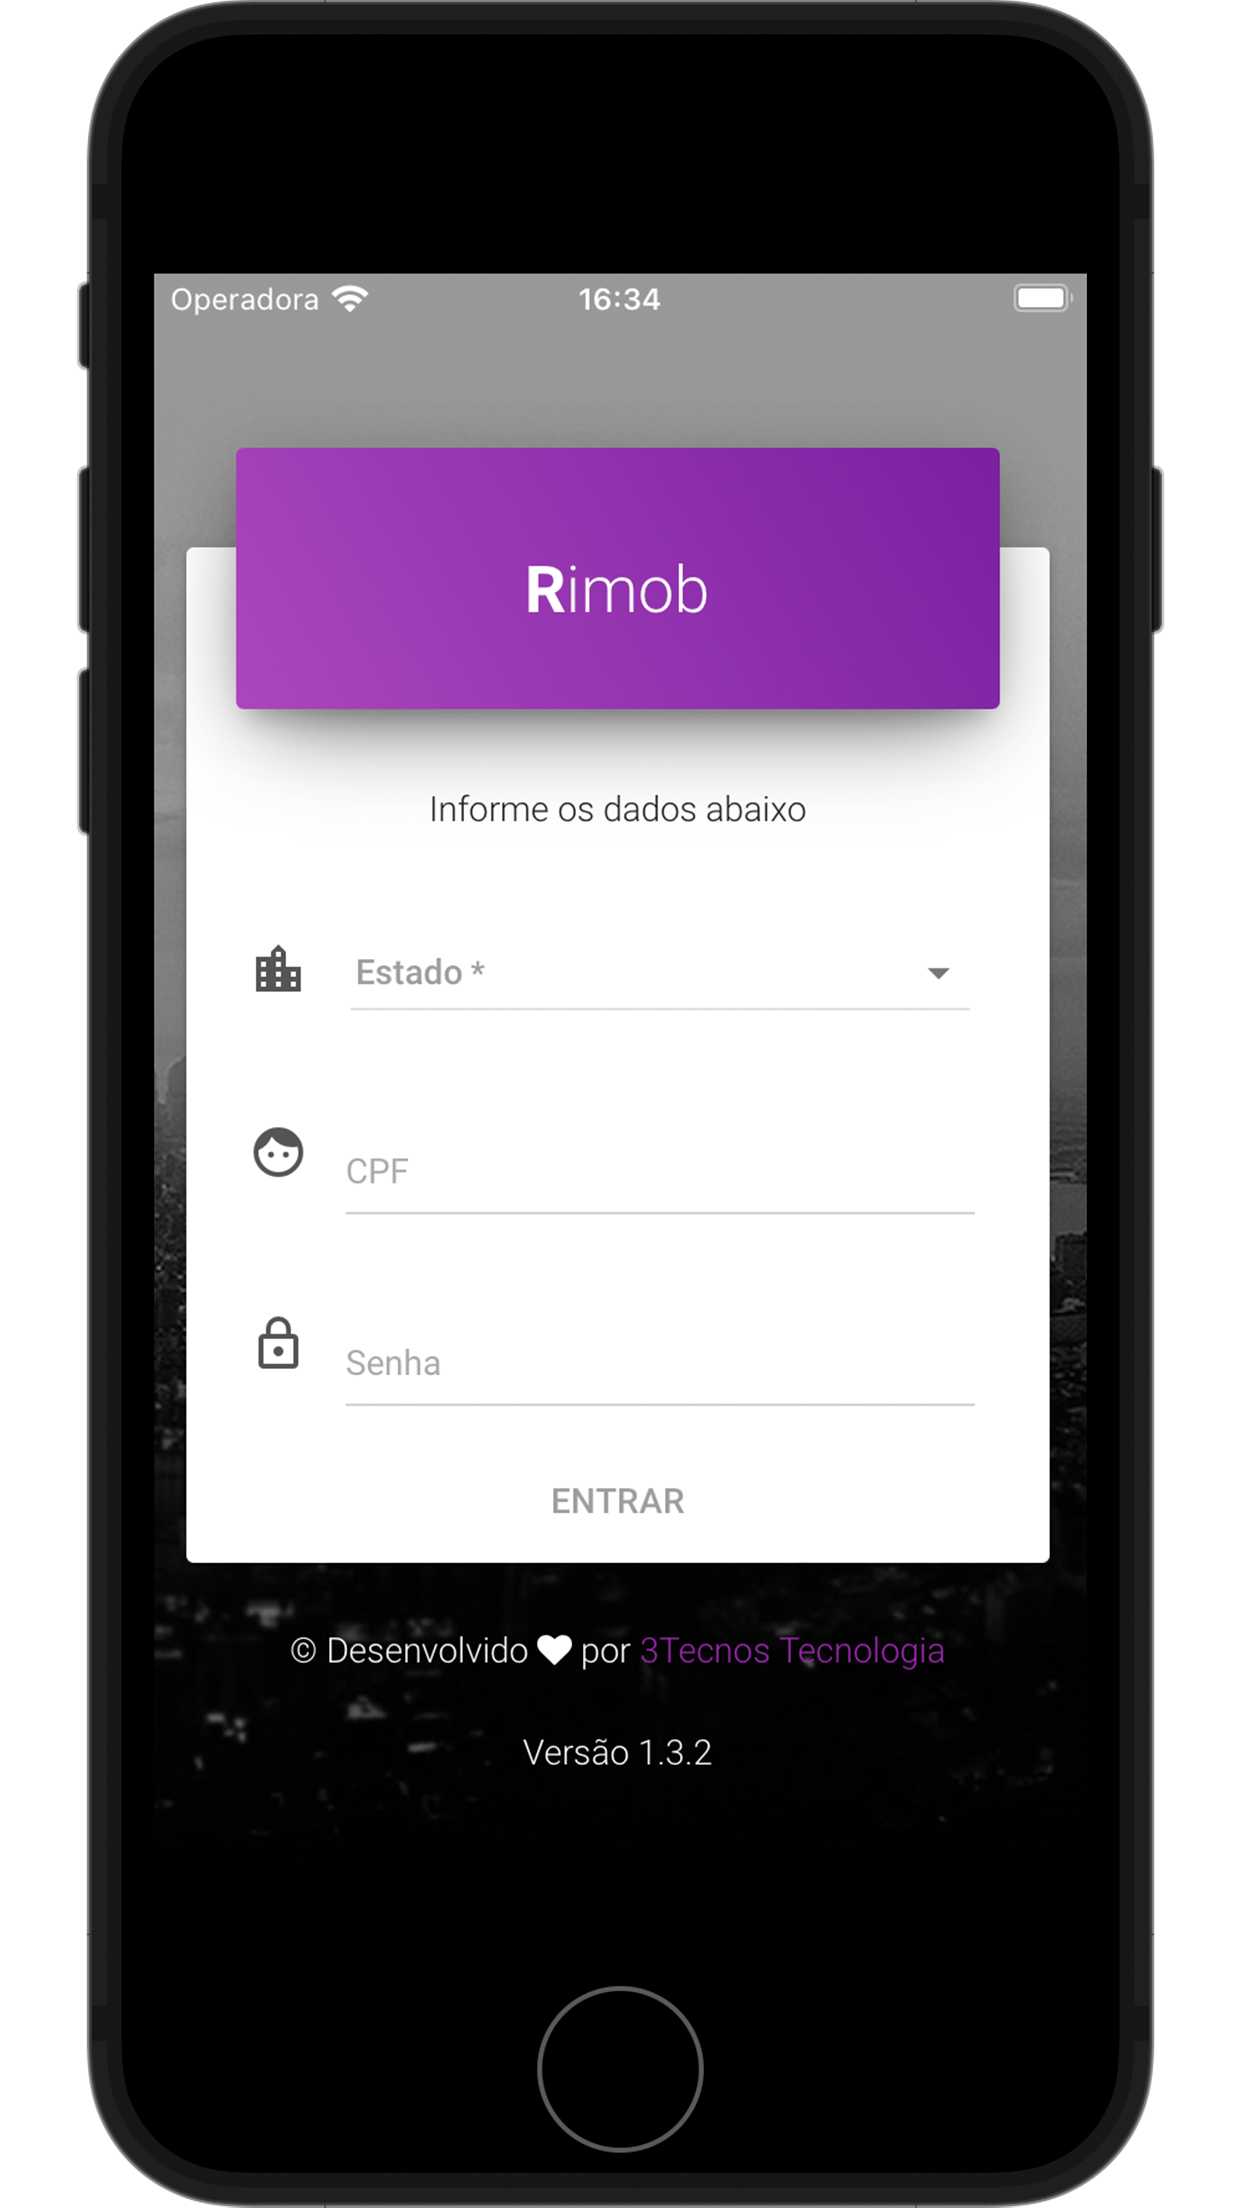 Operadora 16:34
Rimob
Informe os dados abaixo
Estado *
CPF
Senha
ENTRAR
© Desenvolvido por 3Tecnos Tecnologia
Versão 1.3.2